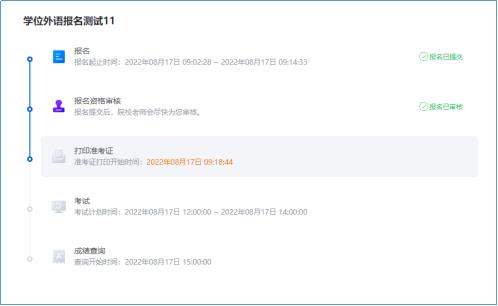 学位外语报名测试11
报名
报名起止时间：2022年08月17日 09:02:28 ~ 2022年08月17日 09:14:33
报名已提交
报名资格审核
报名提交后，院校老师会尽快为您审核。
报名已审核
打印准考证
准考证打印开始时间：2022年08月17日 09:18:44
考试
考试计划时间：2022年08月17日 12:00:00 ~ 2022年08月17日 14:00:00
成绩查询
查询开始时间：2022年08月17日 15:00:00